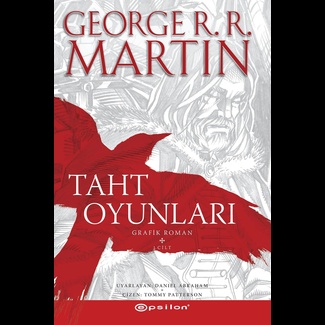 GEORGE R. R.
MARTIN
TAHT
OYUNLARI
GRAFİK ROMAN
1. CİLT
UYARLAYAN: DANIEL ABRAHAM
ÇİZEN: TOMMY PATTERSON
epsilon